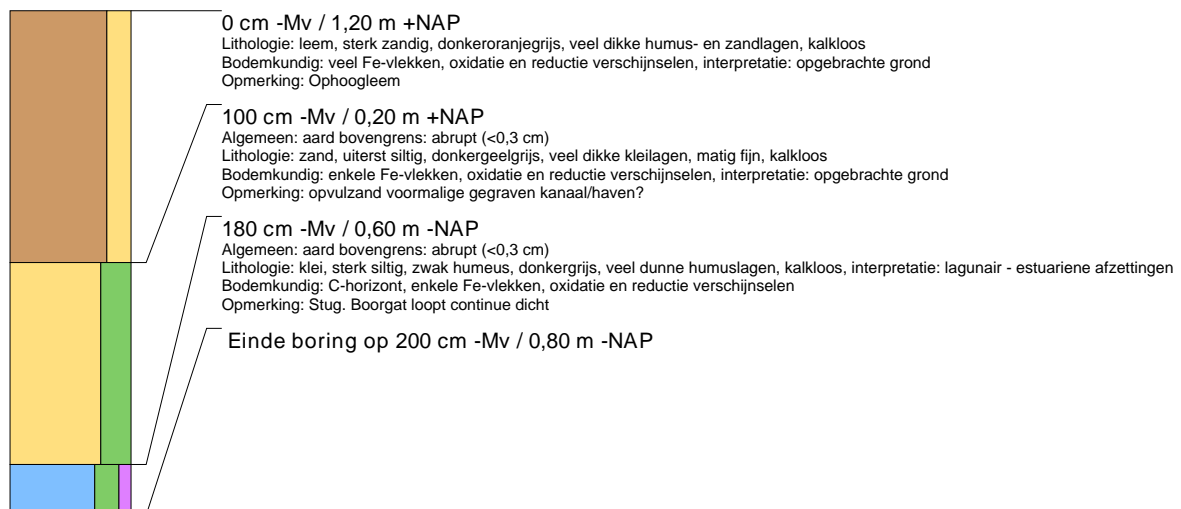 0 cm -Mv / 1,20 m +NAP
Lithologie: leem, sterk zandig, donkeroranjegrijs, veel dikke humus- en zandlagen, kalkloos
Bodemkundig: veel Fe-vlekken, oxidatie en reductie verschijnselen, interpretatie: opgebrachte grond
Opmerking: Ophoogleem
100 cm -Mv / 0,20 m +NAP
Algemeen: aard bovengrens: abrupt (<0,3 cm)
Lithologie: zand, uiterst siltig, donkergeelgrijs, veel dikke kleilagen, matig fijn, kalkloos
Bodemkundig: enkele Fe-vlekken, oxidatie en reductie verschijnselen, interpretatie: opgebrachte grond
Opmerking: opvulzand voormalige gegraven kanaal/haven?
180 cm -Mv / 0,60 m -NAP
Algemeen: aard bovengrens: abrupt (<0,3 cm)
Lithologie: klei, sterk siltig, zwak humeus, donkergrijs, veel dunne humuslagen, kalkloos, interpretatie: lagunair - estuariene afzettingen
Bodemkundig: C-horizont, enkele Fe-vlekken, oxidatie en reductie verschijnselen
Opmerking: Stug. Boorgat loopt continue dicht
Einde boring op 200 cm -Mv / 0,80 m -NAP